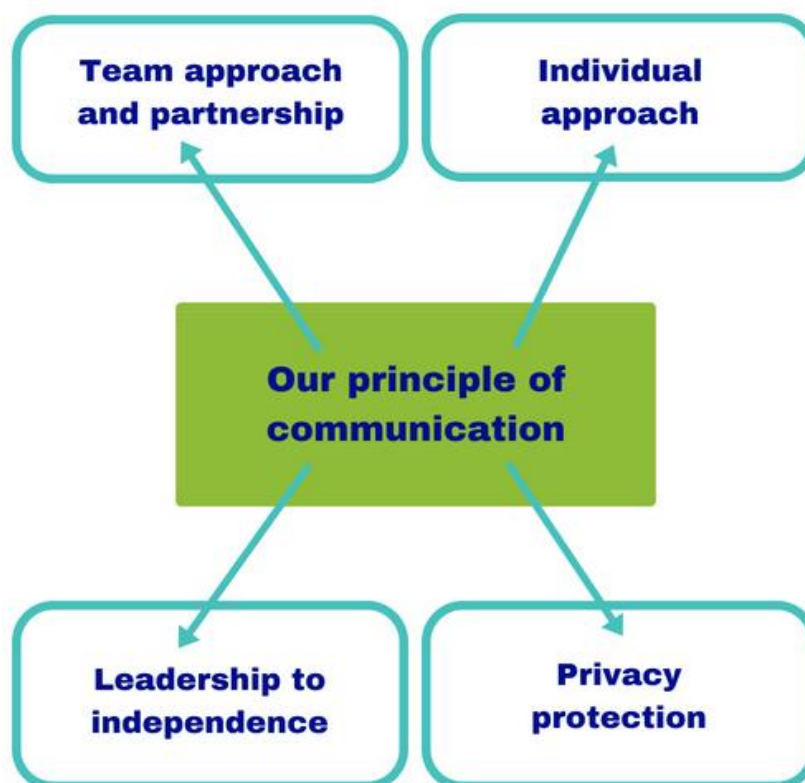 Team approach
and partnership
Individual
approach
Our principle of
communication
Leadership to
independence
Privacy
protection